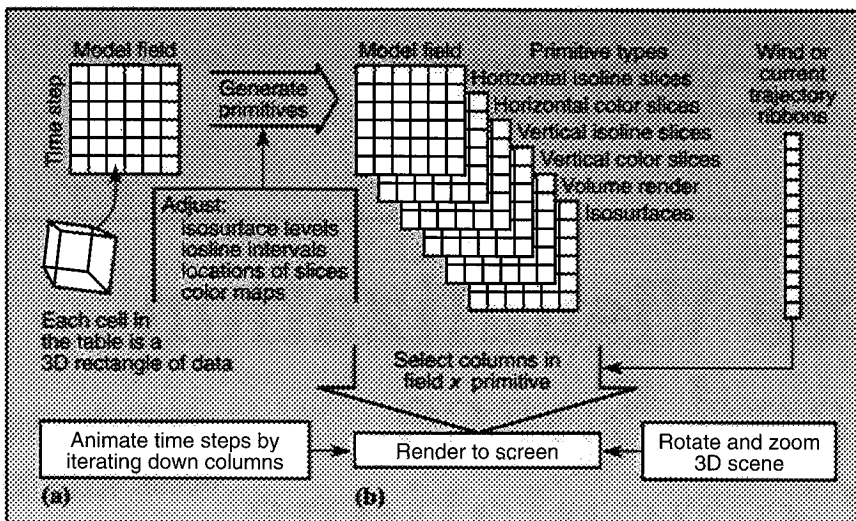 Model field
Time step
Generate
primitives
Adjust:
isosurface levels
iosline intervals
locations of slices
color maps
Each cell in
the table is a
3D rectangle of data
Model field
Primitive types
Horizontal isoline slices
Horizontal color slices
Vertical isoline slices
Vertical color slices
Volume render
Isosurfaces
Wind or
current
trajectory
ribbons
Select columns in
field x primitive
Animate time steps by
iterating down columns
Render to screen
Rotate and zoom
3D scene
(a)
(b)